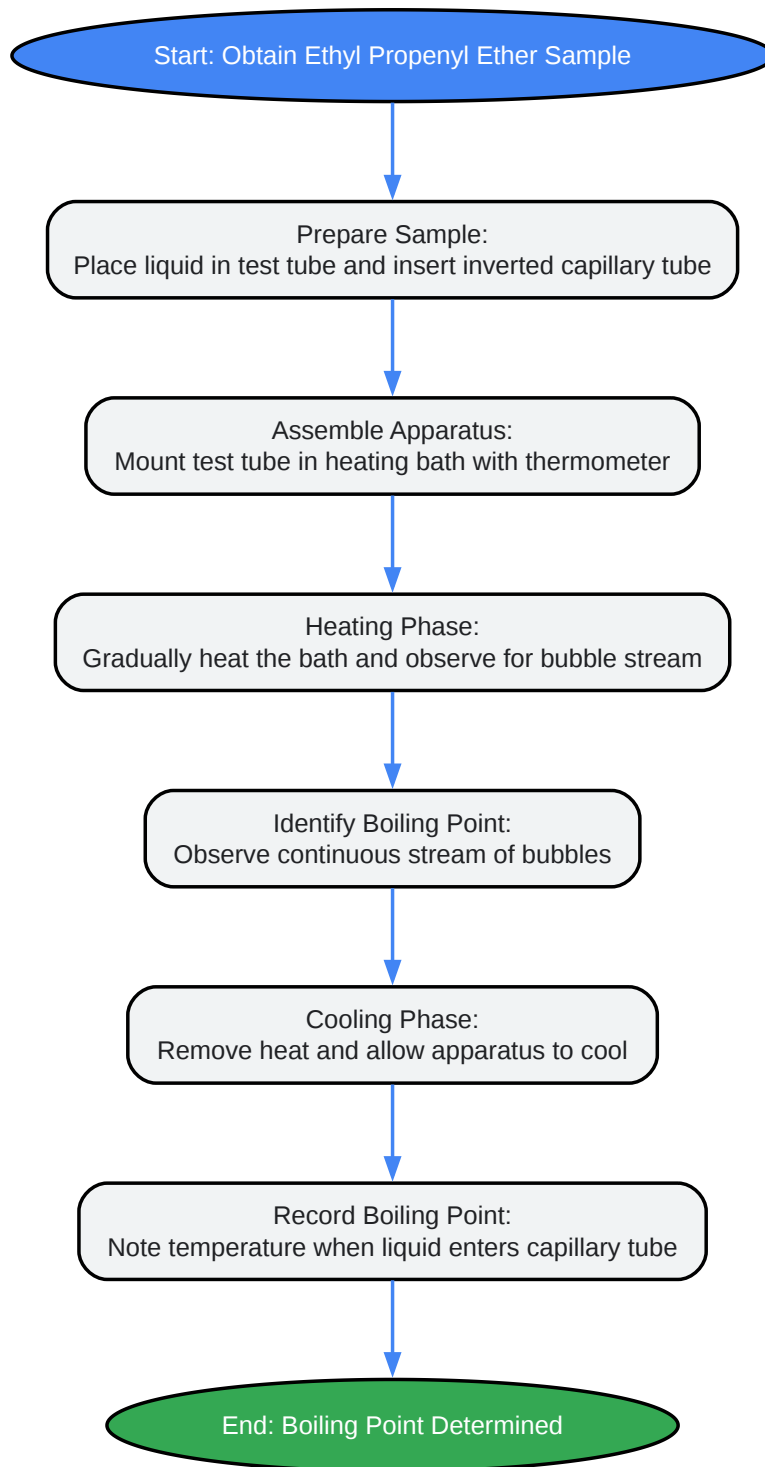 Start: Obtain Ethyl Propenyl Ether Sample
Prepare Sample:
Place liquid in test tube and insert inverted capillary tube
Assemble Apparatus:
Mount test tube in heating bath with thermometer
Heating Phase:
Gradually heat the bath and observe for bubble stream
Identify Boiling Point:
Observe continuous stream of bubbles
Cooling Phase:
Remove heat and allow apparatus to cool
Record Boiling Point:
Note temperature when liquid enters capillary tube
End: Boiling Point Determined